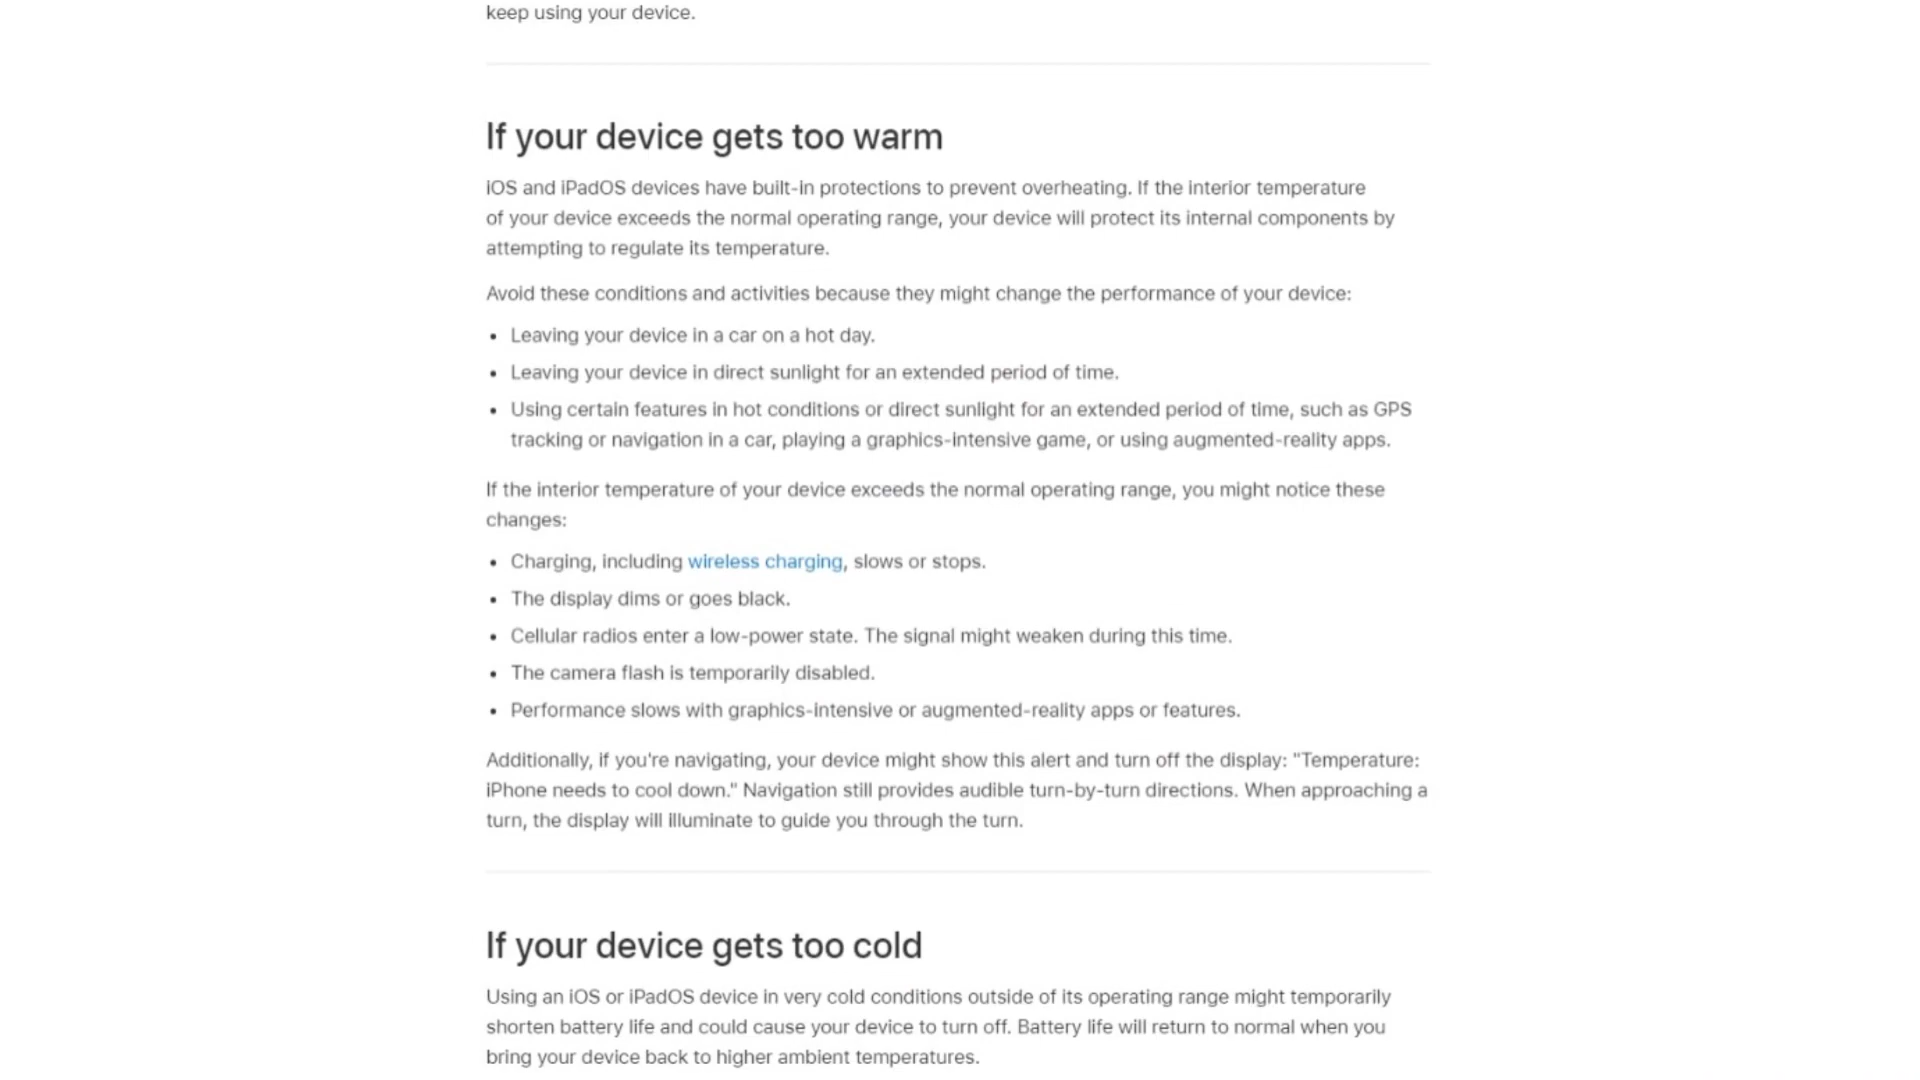 keep using your device.
If your device gets too warm
iOS and iPadOS devices have built-in protections to prevent overheating. If the interior temperature
of your device exceeds the normal operating range, your device will protect its internal components by
attempting to regulate its temperature.
Avoid these conditions and activities because they might change the performance of your device:
• Leaving your device in a car on a hot day.
• Leaving your device in direct sunlight for an extended period of time.
• Using certain features in hot conditions or direct sunlight for an extended period of time, such as GPS
tracking or navigation in a car, playing a graphics-intensive game, or using augmented-reality apps.
If the interior temperature of your device exceeds the normal operating range, you might notice these
changes:
• Charging, including wireless charging, slows or stops.
• The display dims or goes black.
• Cellular radios enter a low-power state. The signal might weaken during this time.
• The camera flash is temporarily disabled.
• Performance slows with graphics-intensive or augmented-reality apps or features.
Additionally, if you're navigating, your device might show this alert and turn off the display: "Temperature:
iPhone needs to cool down." Navigation still provides audible turn-by-turn directions. When approaching a
turn, the display will illuminate to guide you through the turn.
If your device gets too cold
Using an iOS or iPadOS device in very cold conditions outside of its operating range might temporarily
shorten battery life and could cause your device to turn off. Battery life will return to normal when you
bring your device back to higher ambient temperatures.